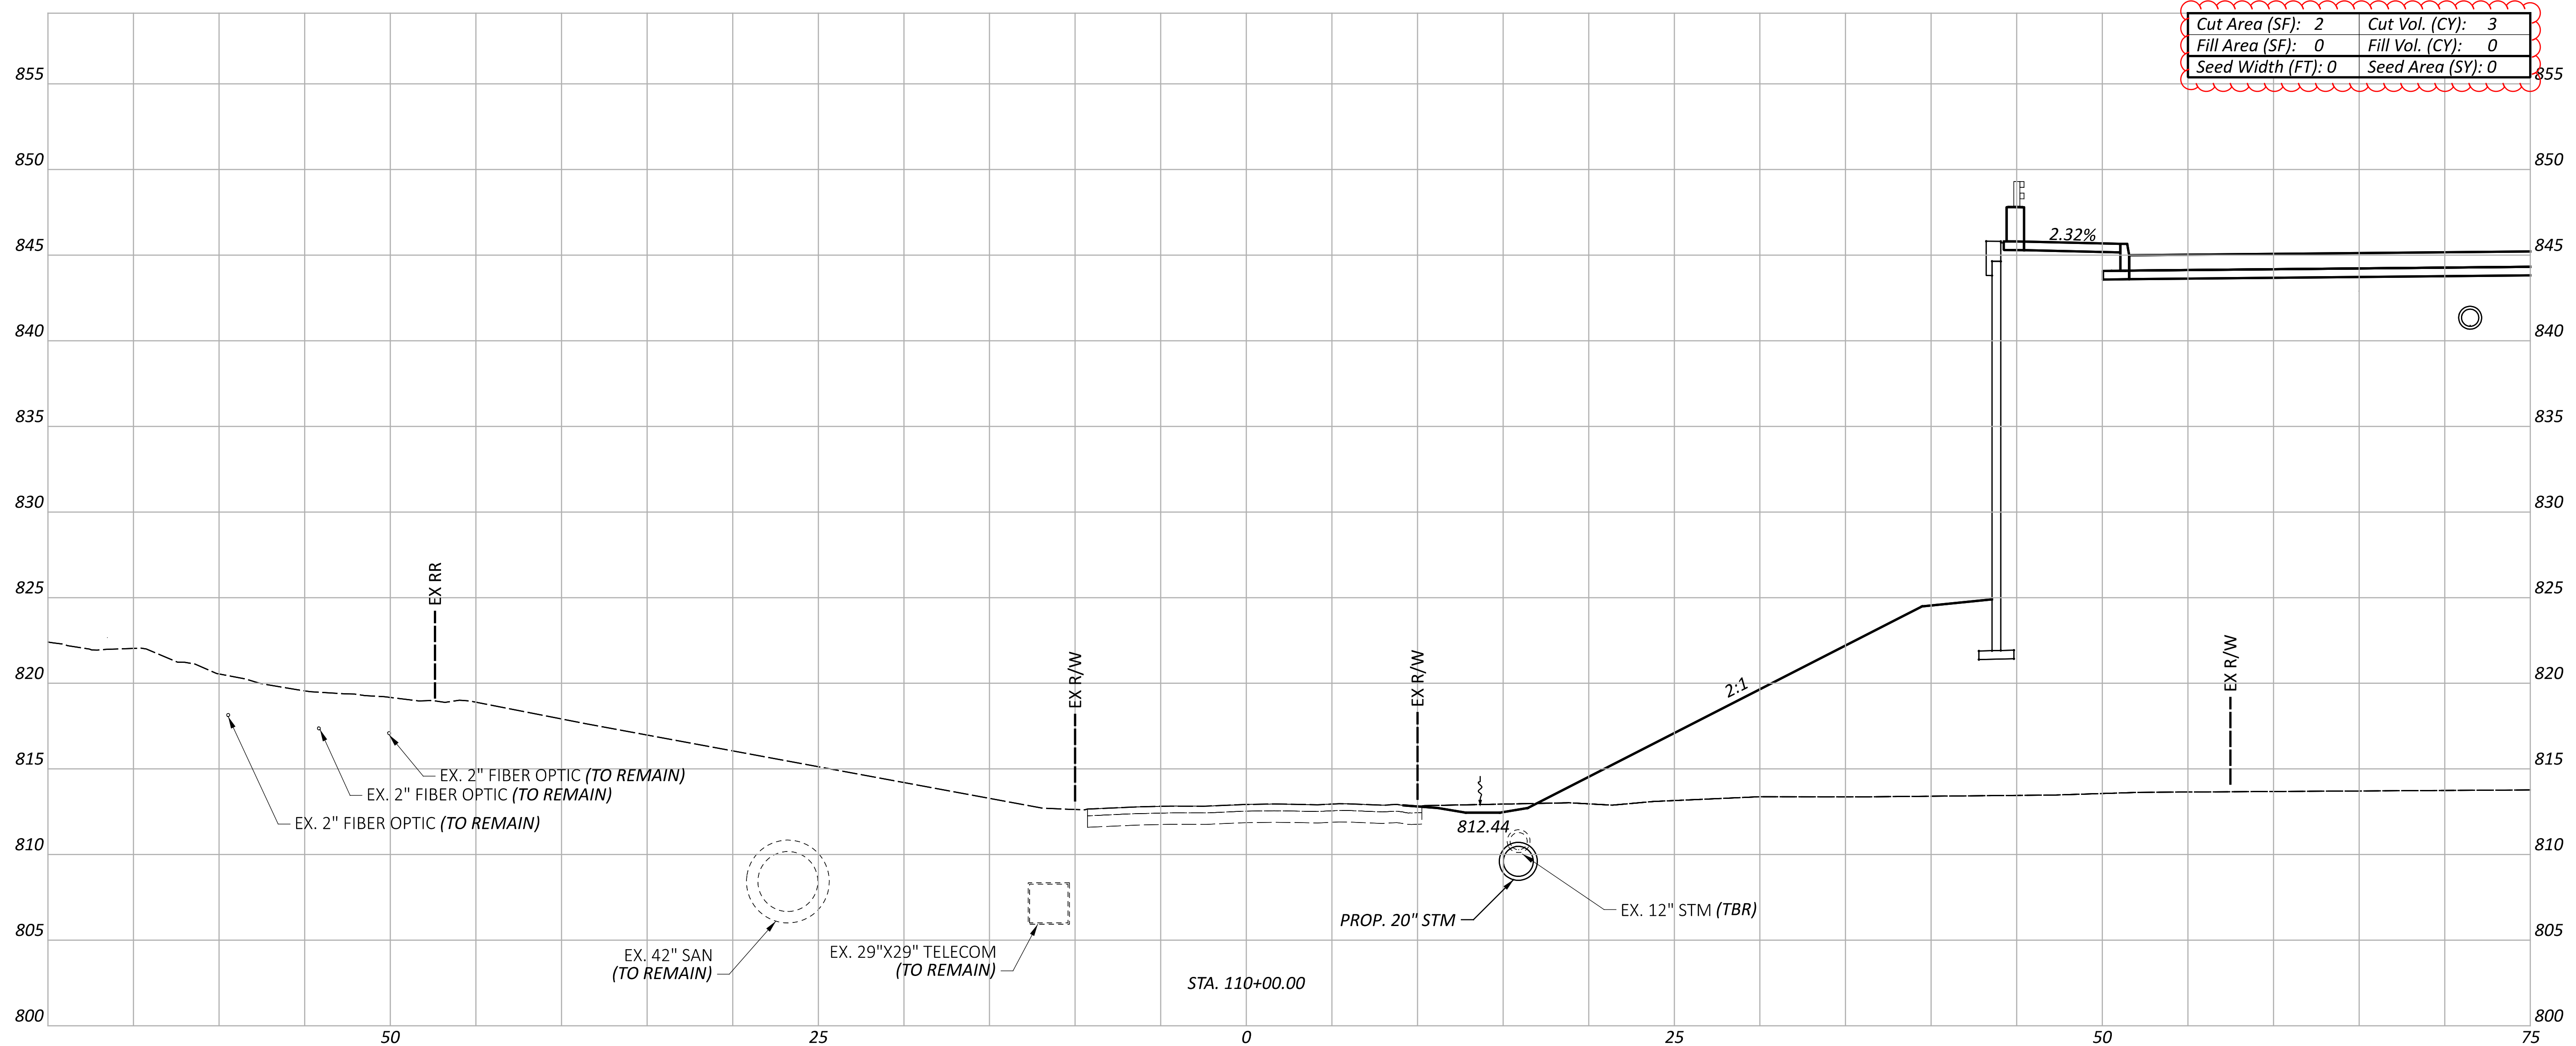 Cut Area (SF): 2 Cut Vol. (CY): 3
Fill Area (SF): 0 Fill Vol. (CY): 0
Seed Width (FT): 0 Seed Area (SY): 0
855 855
850 850
845 2.32% 845
840 840
835 835
830 830
825 825
EX RR
EX R/W
EX R/W
EX R/W
820 820
2:1
815 815
EX. 2" FIBER OPTIC (TO REMAIN)
EX. 2" FIBER OPTIC (TO REMAIN)
EX. 2" FIBER OPTIC (TO REMAIN)
812.44
810 810
EX. 12" STM (TBR)
PROP. 20" STM
805 805
EX. 42" SAN
(TO REMAIN)
EX. 29"X29" TELECOM
(TO REMAIN)
STA. 110+00.00
800 800
50 25 0 25 50 75